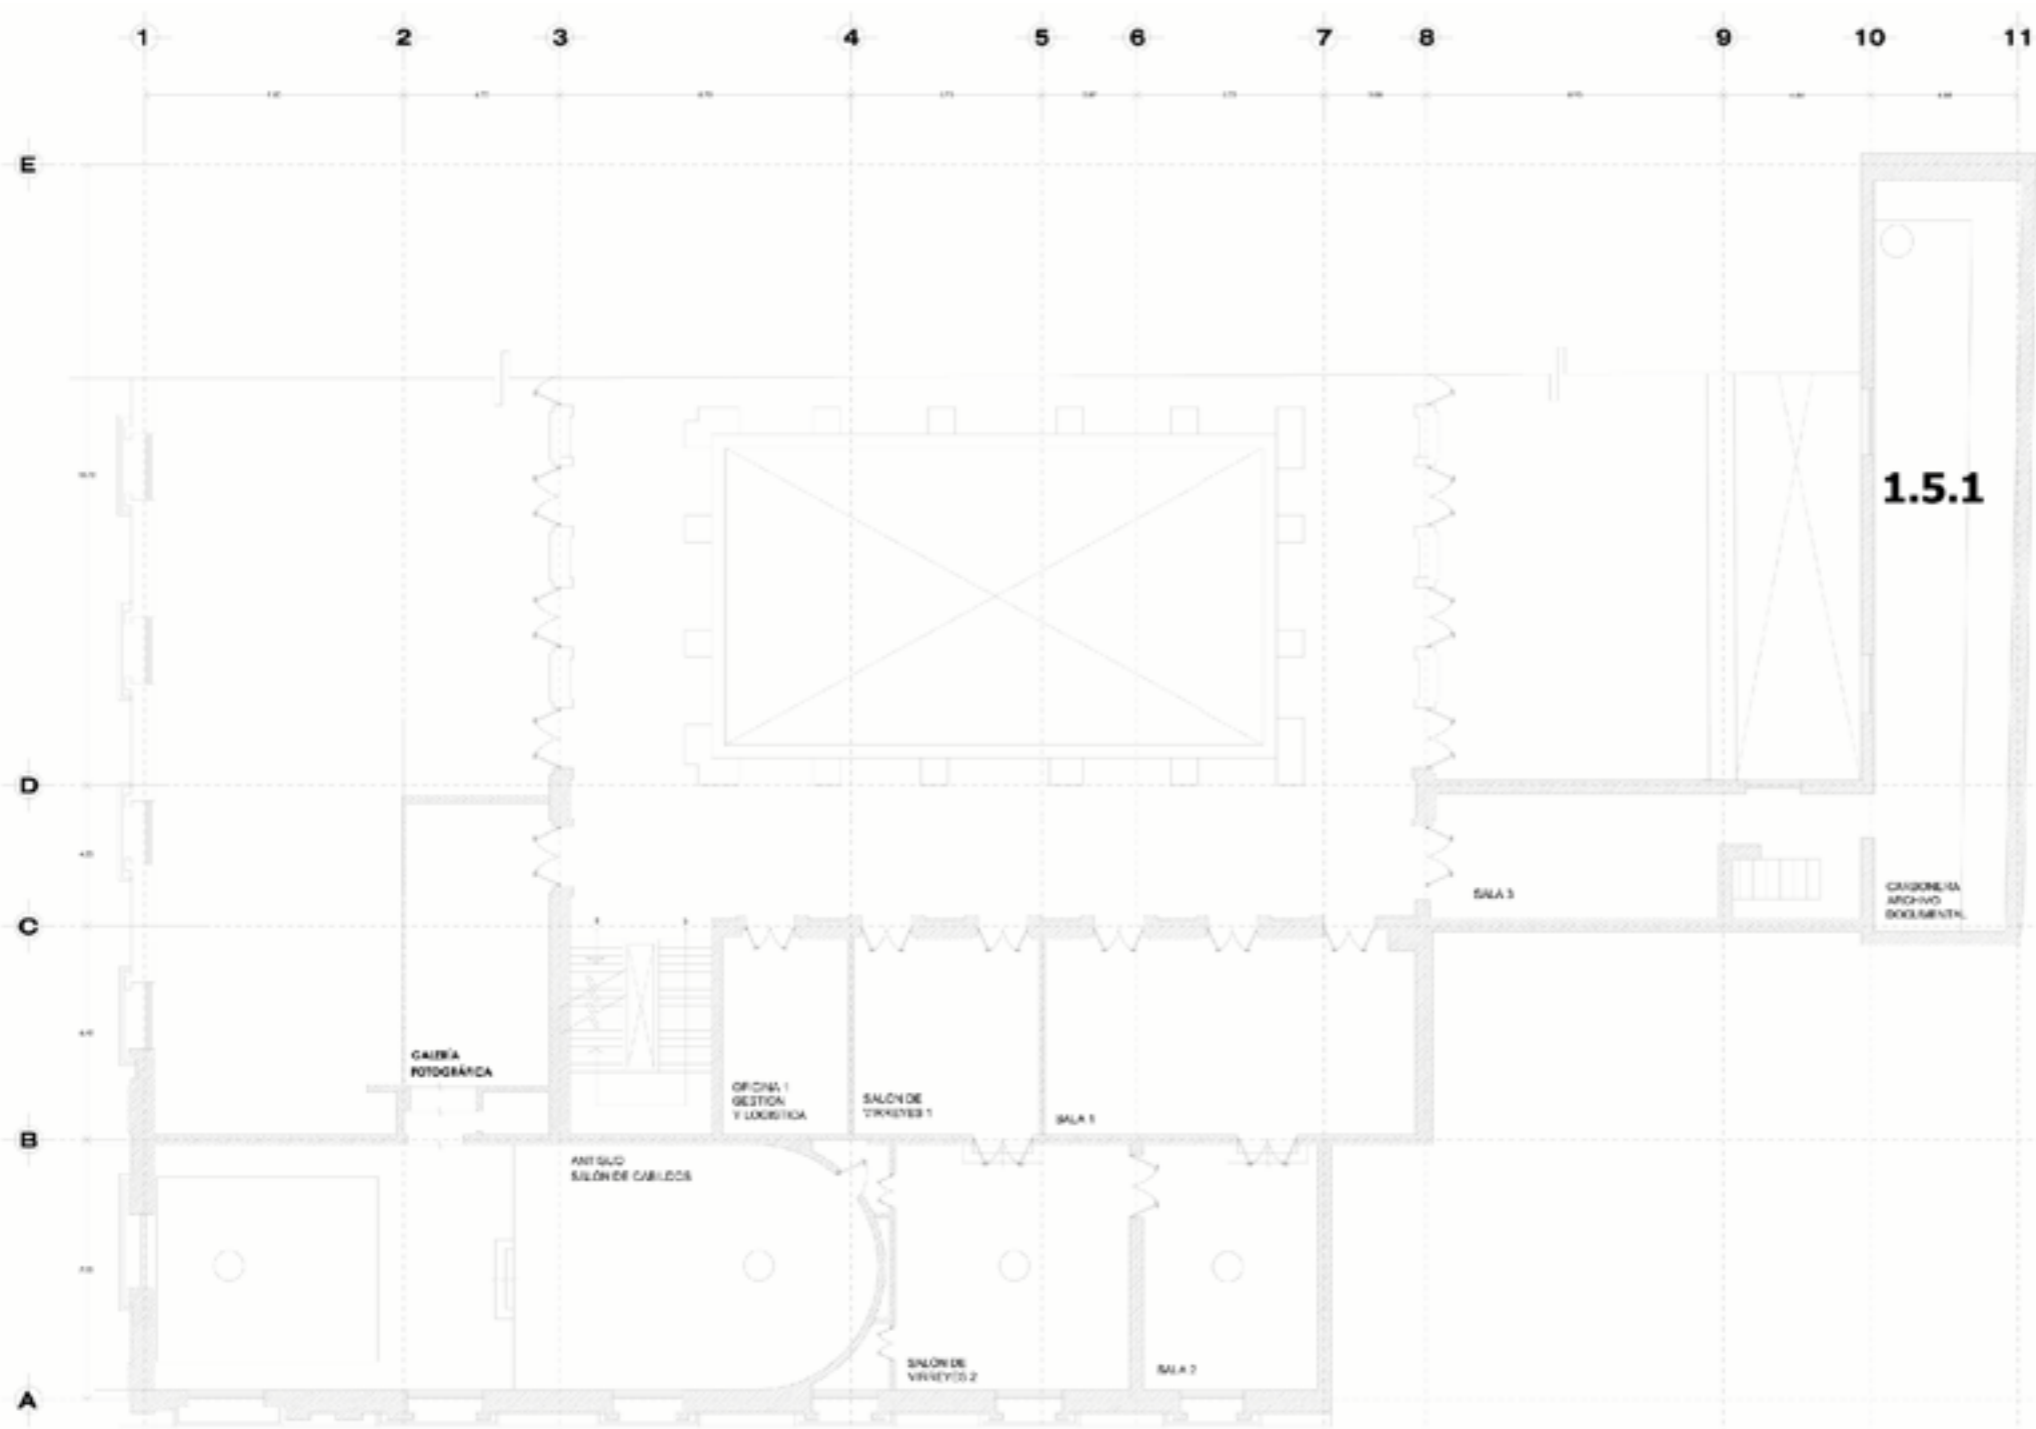 1 2 3 4 5 6 7 8 9 10 11
E
1.5.1
D
SALA 3
CARBONERA
ARCHIVO
DOCUMENTAL
C
GALERÍA
FOTOGRÁFICA
OFICINA 1
GESTIÓN
Y LOGÍSTICA
SALÓN DE
VIRREYES 1
SALA 1
B
ANTIGUO
SALÓN DE CABILDOS
SALÓN DE
VIRREYES 2
SALA 2
A